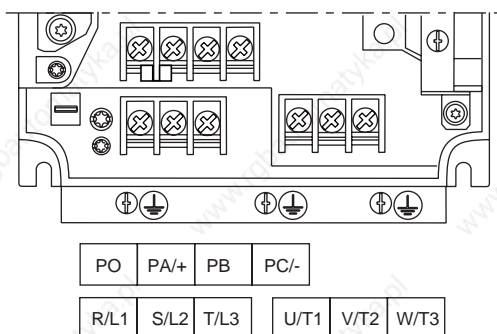 PO PA/+ PB PC/-
R/L1 S/L2 T/L3 U/T1 V/T2 W/T3